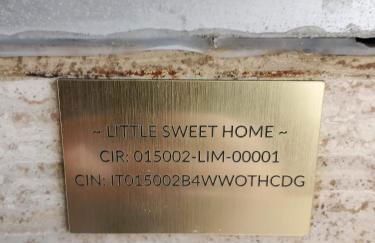 ~ LITTLE SWEET HOME ~
CIR: 015002-LIM-00001
CIN: IT015002B4WWOTHCDG